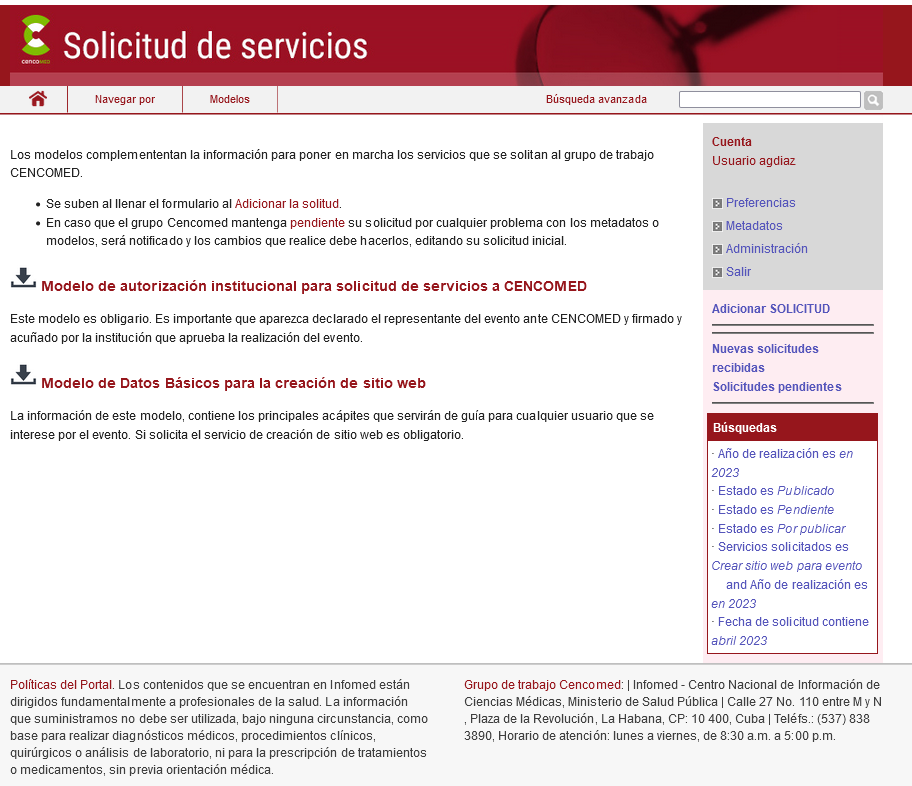 cencomed
Solicitud de servicios
Navegar por
Modelos
Búsqueda avanzada
Los modelos complemententan la información para poner en marcha los servicios que se solitan al grupo de trabajo
CENCOMED.
• Se suben al llenar el formulario al Adicionar la solitud.
• En caso que el grupo Cencomed mantenga pendiente su solicitud por cualquier problema con los metadatos o
modelos, será notificado y los cambios que realice debe hacerlos, editando su solicitud inicial.
Modelo de autorización institucional para solicitud de servicios a CENCOMED
Este modelo es obligario. Es importante que aparezca declarado el representante del evento ante CENCOMED y firmado y
acuñado por la institución que aprueba la realización del evento.
Modelo de Datos Básicos para la creación de sitio web
La información de este modelo, contiene los principales acápites que servirán de guía para cualquier usuario que se
interese por el evento. Si solicita el servicio de creación de sitio web es obligatorio.
Cuenta
Usuario agdiaz
Preferencias
Metadatos
Administración
Salir
Adicionar SOLICITUD
Nuevas solicitudes
recibidas
Solicitudes pendientes
Búsquedas
· Año de realización es en
2023
· Estado es Publicado
· Estado es Pendiente
· Estado es Por publicar
· Servicios solicitados es
Crear sitio web para evento
and Año de realización es
en 2023
· Fecha de solicitud contiene
abril 2023
Políticas del Portal. Los contenidos que se encuentran en Infomed están
dirigidos fundamentalmente a profesionales de la salud. La información
que suministramos no debe ser utilizada, bajo ninguna circunstancia, como
base para realizar diagnósticos médicos, procedimientos clínicos,
quirúrgicos o análisis de laboratorio, ni para la prescripción de tratamientos
o medicamentos, sin previa orientación médica.
Grupo de trabajo Cencomed: | Infomed - Centro Nacional de Información de
Ciencias Médicas, Ministerio de Salud Pública | Calle 27 No. 110 entre M y N
, Plaza de la Revolución, La Habana, CP: 10 400, Cuba | Teléfs.: (537) 838
3890, Horario de atención: lunes a viernes, de 8:30 a.m. a 5:00 p.m.